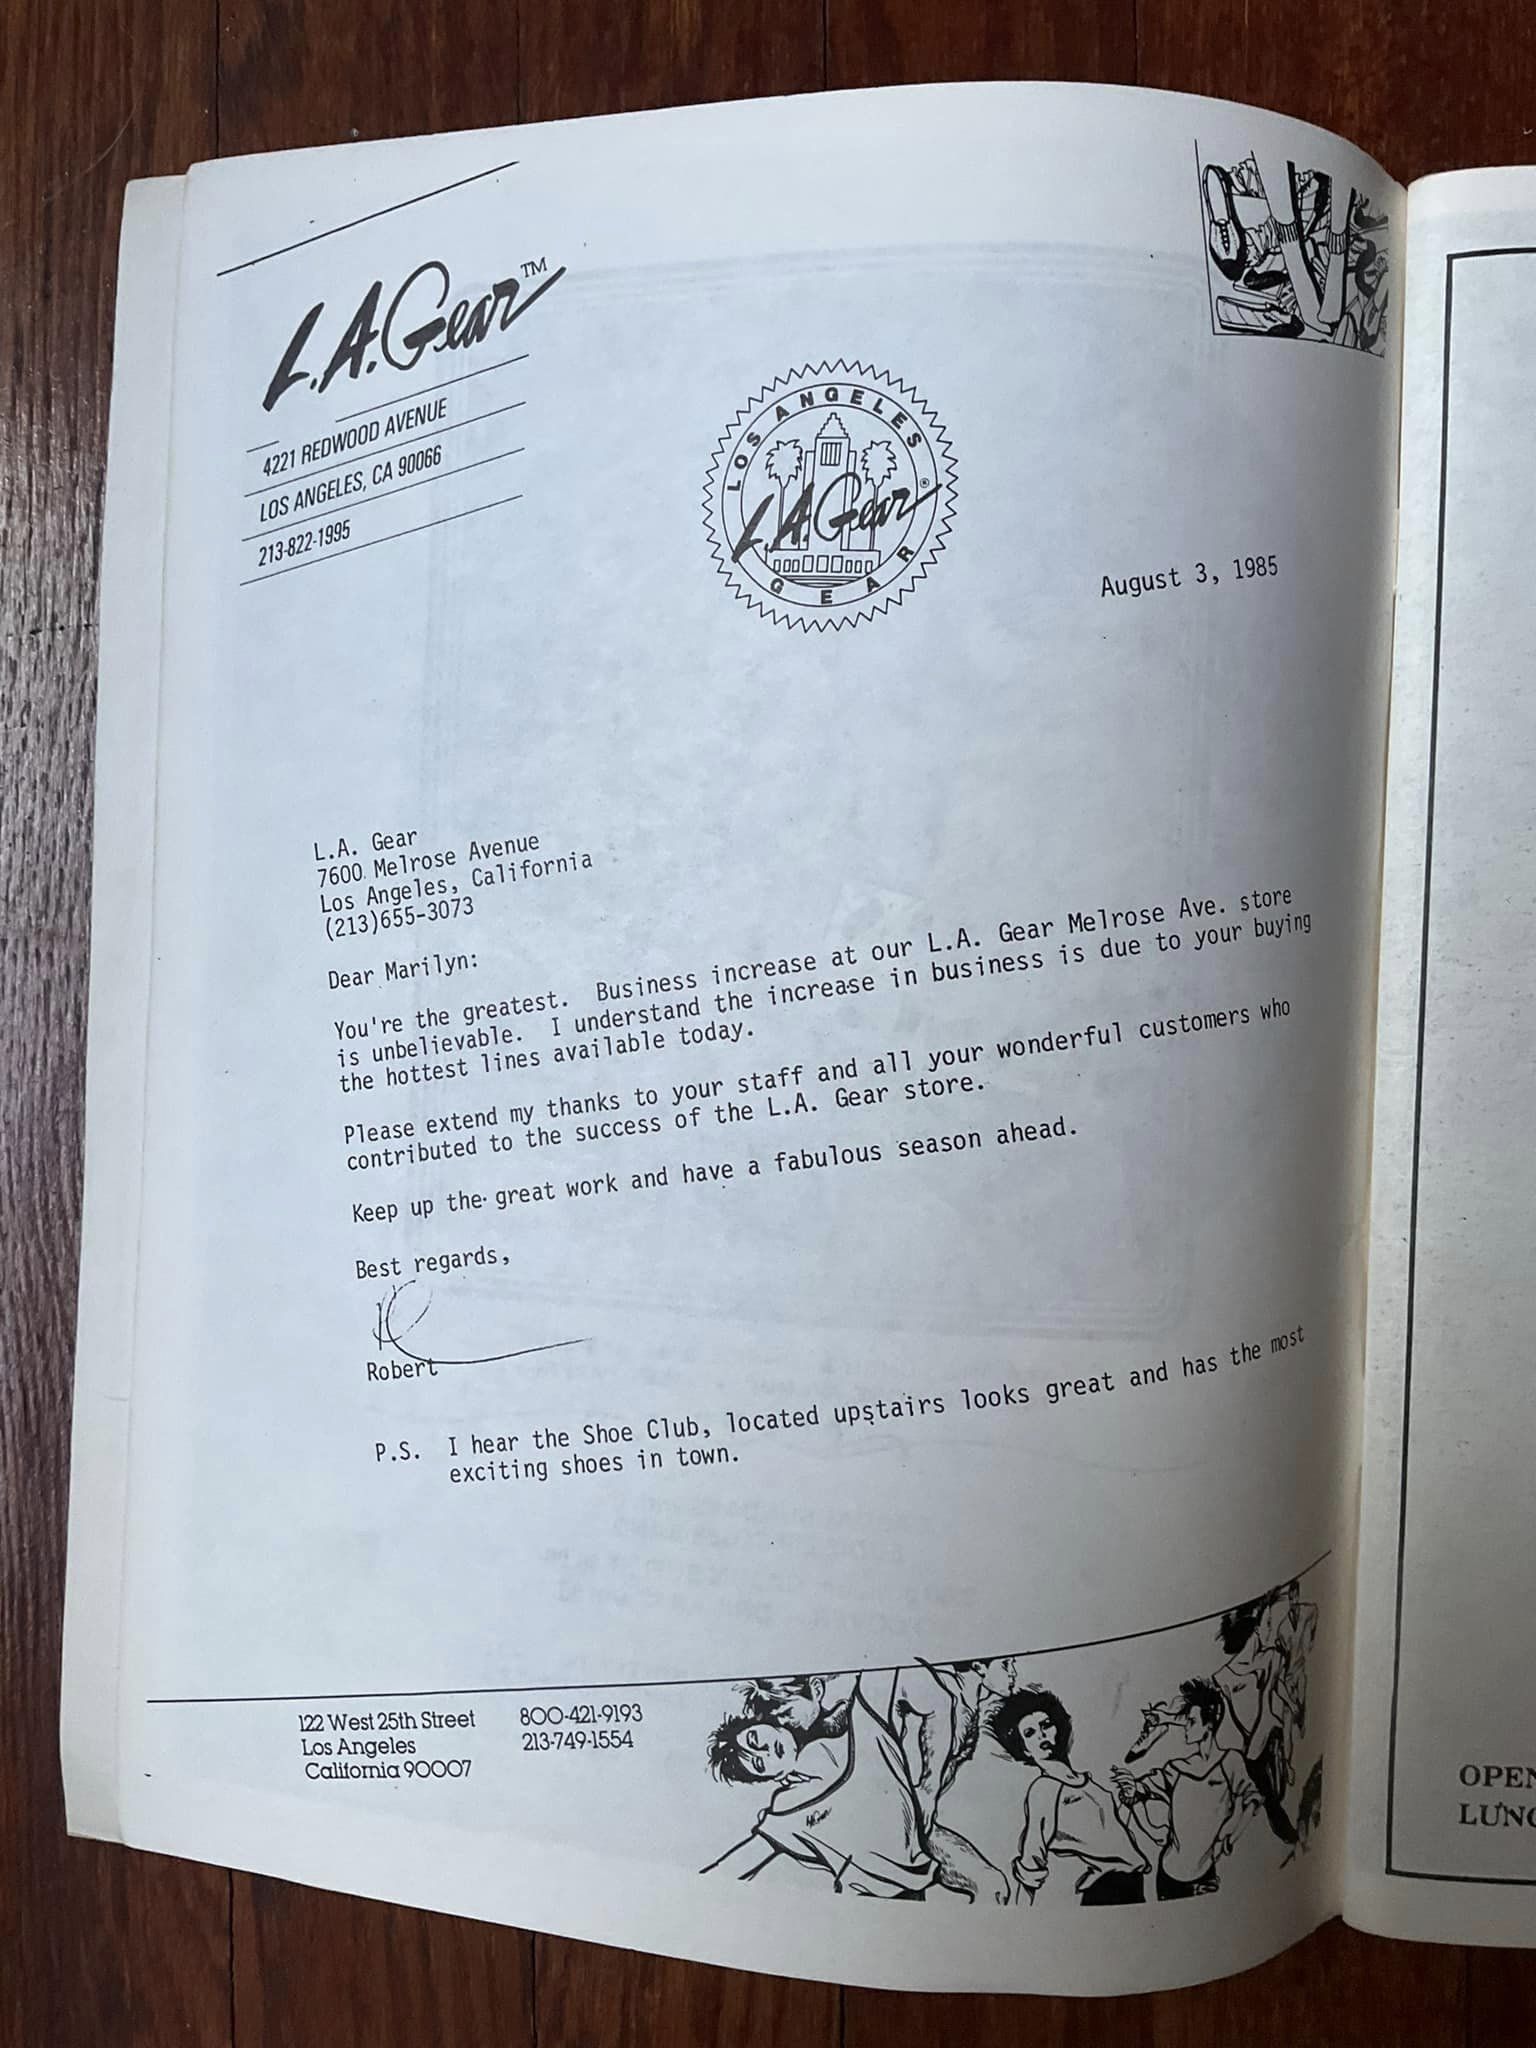 L.A. Gear™
4221 REDWOOD AVENUE
LOS ANGELES, CA 90066
213-822-1995
LOS ANGELES
L.A. Gear®
GEAR
August 3, 1985
L.A. Gear
7600 Melrose Avenue
Los Angeles, California
(213)655-3073
Dear Marilyn:
You're the greatest. Business increase at our L.A. Gear Melrose Ave. store
is unbelievable. I understand the increase in business is due to your buying
the hottest lines available today.
Please extend my thanks to your staff and all your wonderful customers who
contributed to the success of the L.A. Gear store.
Keep up the great work and have a fabulous season ahead.
Best regards,
Robert
P.S. I hear the Shoe Club, located upstairs looks great and has the most
exciting shoes in town.
122 West 25th Street
Los Angeles
California 90007
800-421-9193
213-749-1554